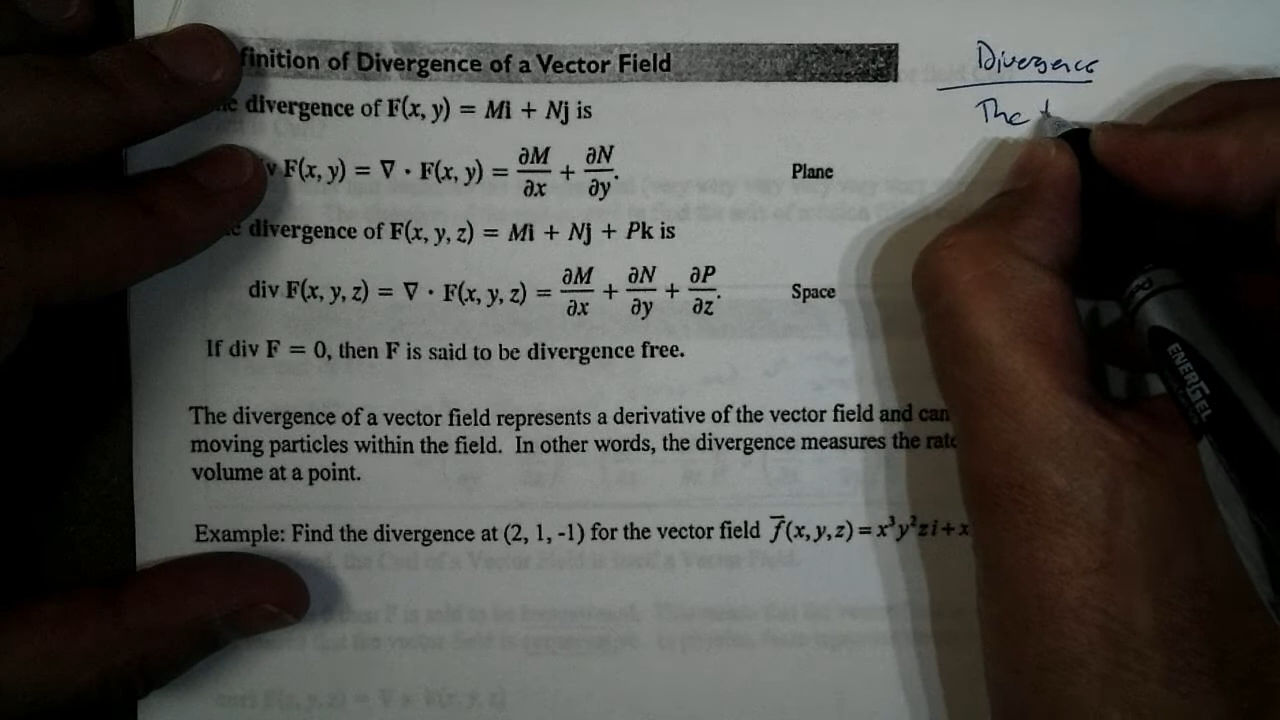 finition of Divergence of a Vector Field
Divergence
The
divergence of F(x, y) = Mi + Nj is
F(x, y) = ∇ · F(x, y) = ∂M/∂x + ∂N/∂y.
Plane
divergence of F(x, y, z) = Mi + Nj + Pk is
div F(x, y, z) = ∇ · F(x, y, z) = ∂M/∂x + ∂N/∂y + ∂P/∂z.
Space
If div F = 0, then F is said to be divergence free.
The divergence of a vector field represents a derivative of the vector field and can
moving particles within the field. In other words, the divergence measures the rate
volume at a point.
Example: Find the divergence at (2, 1, -1) for the vector field f̄(x,y,z)=x³y²zi+x
ENERGEL